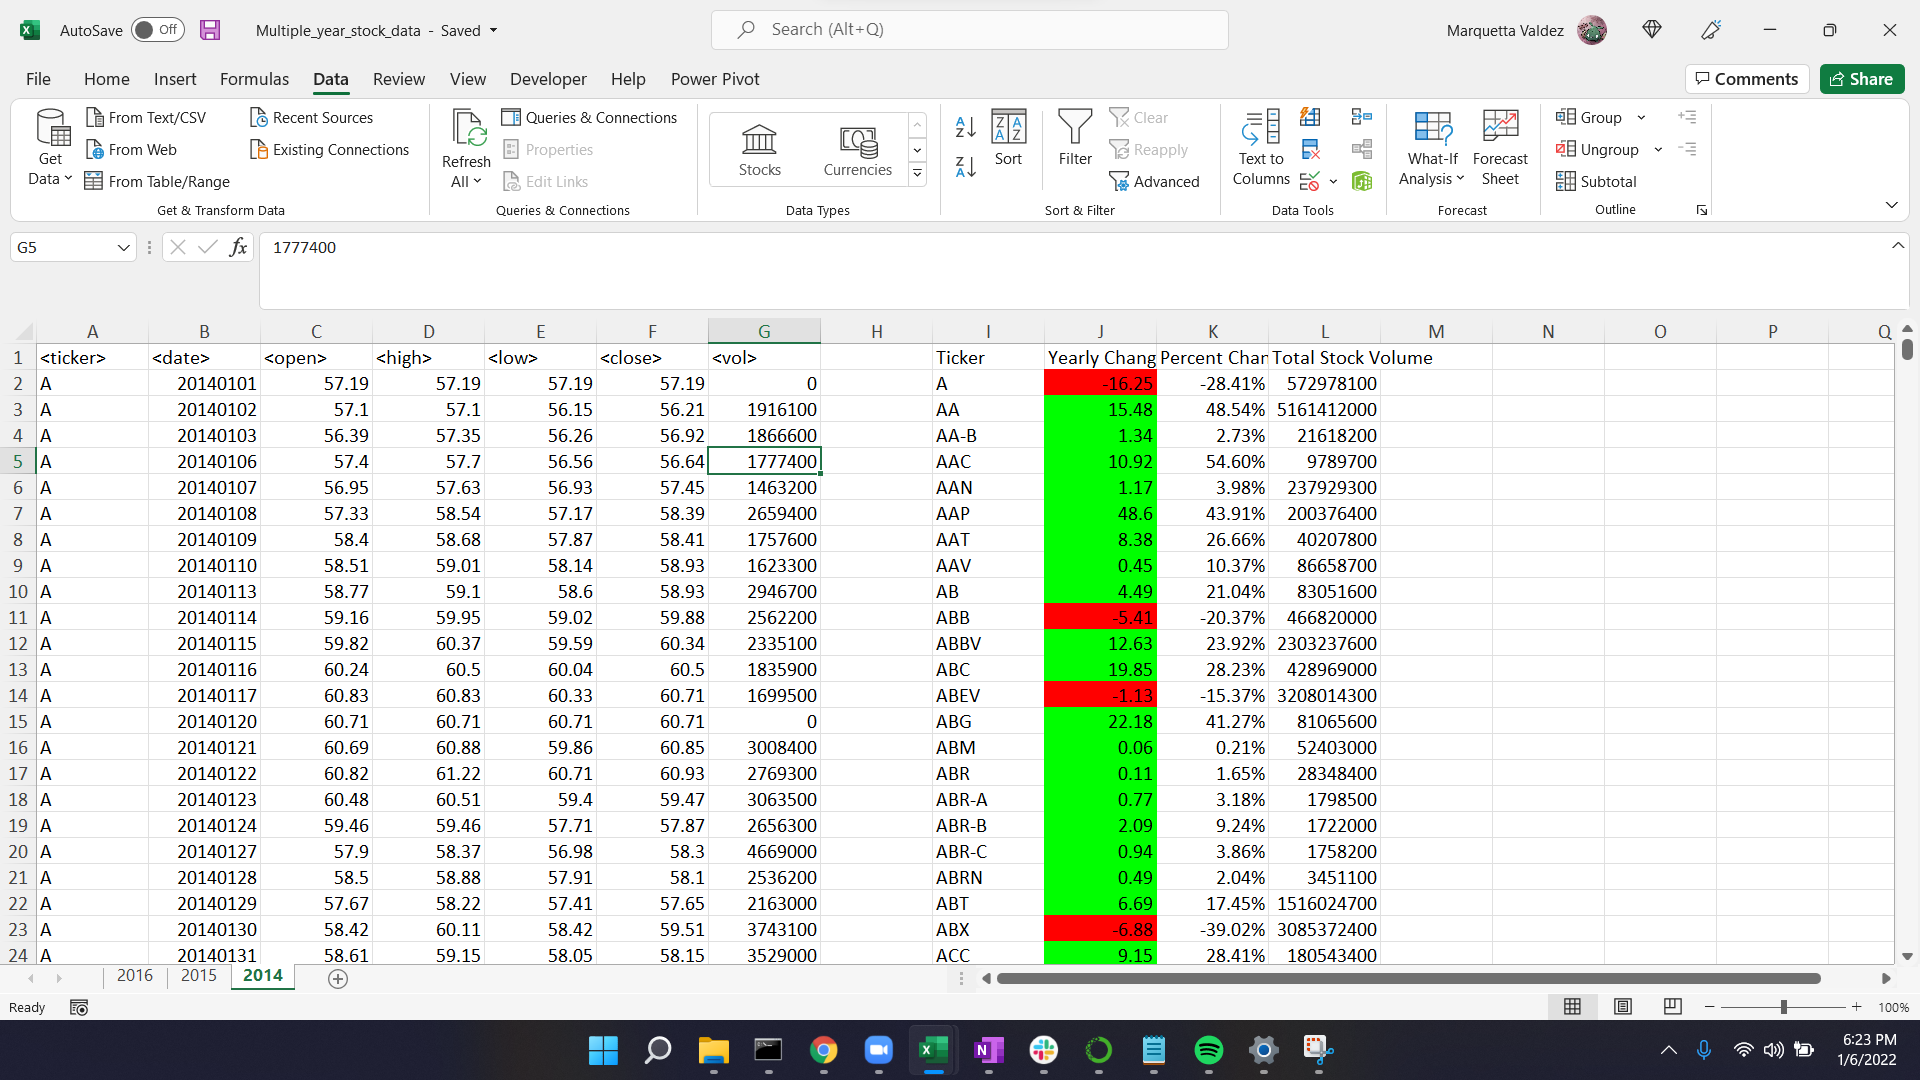 AutoSave Off Multiple_year_stock_data - Saved Search (Alt+Q) Marquetta Valdez
File Home Insert Formulas Data Review View Developer Help Power Pivot Comments Share
Get Data
From Text/CSV
From Web
From Table/Range
Recent Sources
Existing Connections
Get & Transform Data
Refresh All
Queries & Connections
Properties
Edit Links
Queries & Connections
Stocks Currencies
Data Types
Sort
Filter
Clear
Reapply
Advanced
Sort & Filter
Text to Columns
Data Tools
What-If Analysis
Forecast Sheet
Forecast
Group
Ungroup
Subtotal
Outline
G5 fx 1777400
A B C D E F G H I J K L M N O P Q
1 <ticker> <date> <open> <high> <low> <close> <vol> Ticker Yearly Chang Percent Chan Total Stock Volume
2 A 20140101 57.19 57.19 57.19 57.19 0 A -16.25 -28.41% 572978100
3 A 20140102 57.1 57.1 56.15 56.21 1916100 AA 15.48 48.54% 5161412000
4 A 20140103 56.39 57.35 56.26 56.92 1866600 AA-B 1.34 2.73% 21618200
5 A 20140106 57.4 57.7 56.56 56.64 1777400 AAC 10.92 54.60% 9789700
6 A 20140107 56.95 57.63 56.93 57.45 1463200 AAN 1.17 3.98% 237929300
7 A 20140108 57.33 58.54 57.17 58.39 2659400 AAP 48.6 43.91% 200376400
8 A 20140109 58.4 58.68 57.87 58.41 1757600 AAT 8.38 26.66% 40207800
9 A 20140110 58.51 59.01 58.14 58.93 1623300 AAV 0.45 10.37% 86658700
10 A 20140113 58.77 59.1 58.6 58.93 2946700 AB 4.49 21.04% 83051600
11 A 20140114 59.16 59.95 59.02 59.88 2562200 ABB -5.41 -20.37% 466820000
12 A 20140115 59.82 60.37 59.59 60.34 2335100 ABBV 12.63 23.92% 2303237600
13 A 20140116 60.24 60.5 60.04 60.5 1835900 ABC 19.85 28.23% 428969000
14 A 20140117 60.83 60.83 60.33 60.71 1699500 ABEV -1.13 -15.37% 3208014300
15 A 20140120 60.71 60.71 60.71 60.71 0 ABG 22.18 41.27% 81065600
16 A 20140121 60.69 60.88 59.86 60.85 3008400 ABM 0.06 0.21% 52403000
17 A 20140122 60.82 61.22 60.71 60.93 2769300 ABR 0.11 1.65% 28348400
18 A 20140123 60.48 60.51 59.4 59.47 3063500 ABR-A 0.77 3.18% 1798500
19 A 20140124 59.46 59.46 57.71 57.87 2656300 ABR-B 2.09 9.24% 1722000
20 A 20140127 57.9 58.37 56.98 58.3 4669000 ABR-C 0.94 3.86% 1758200
21 A 20140128 58.5 58.88 57.91 58.1 2536200 ABRN 0.49 2.04% 3451100
22 A 20140129 57.67 58.22 57.41 57.65 2163000 ABT 6.69 17.45% 1516024700
23 A 20140130 58.42 60.11 58.42 59.51 3743100 ABX -6.88 -39.02% 3085372400
24 A 20140131 58.61 59.15 58.05 58.15 3529000 ACC 9.15 28.41% 180543400
2016 2015 2014
Ready 100%
6:23 PM
1/6/2022